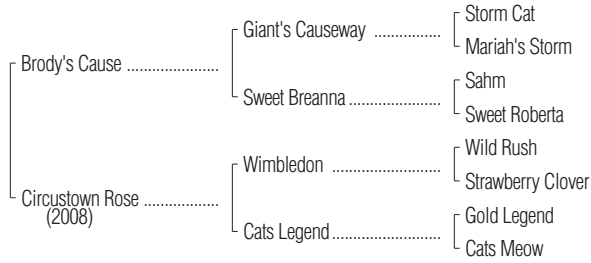 Storm Cat
Giant's Causeway ..................
Mariah's Storm
Brody's Cause .....................
Sahm
Sweet Breanna .....................
Sweet Roberta
Wild Rush
Wimbledon .........................
Strawberry Clover
Circustown Rose .................
(2008)
Gold Legend
Cats Legend .........................
Cats Meow